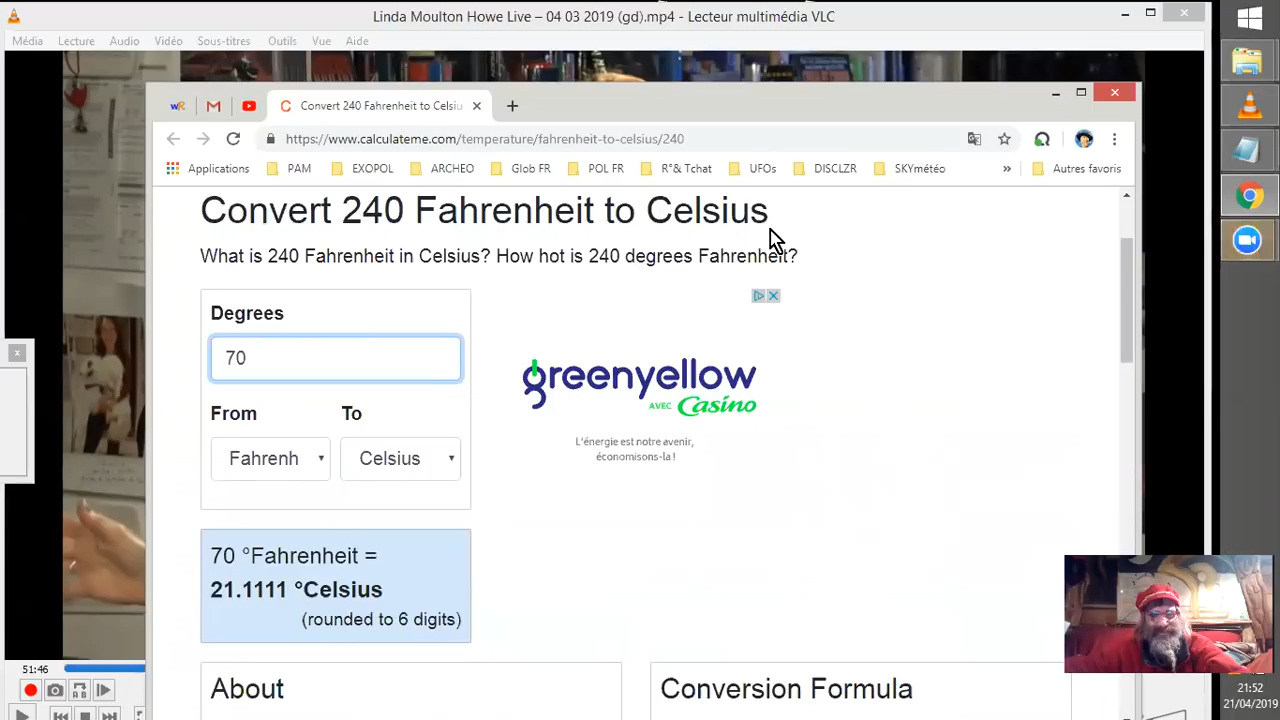 Linda Moulton Howe Live – 04 03 2019 (gd).mp4 - Lecteur multimédia VLC
Média Lecture Audio Vidéo Sous-titres Outils Vue Aide
Convert 240 Fahrenheit to Celsiu
https://www.calculateme.com/temperature/fahrenheit-to-celsius/240
Applications PAM EXOPOL ARCHEO Glob FR POL FR R°& Tchat UFOs DISCLZR SKYmétéo » Autres favoris
Convert 240 Fahrenheit to Celsius
What is 240 Fahrenheit in Celsius? How hot is 240 degrees Fahrenheit?
Degrees
70
From To
Fahrenh Celsius
greenyellow
AVEC Casino
L'énergie est notre avenir,
économisons-la !
70 °Fahrenheit =
21.1111 °Celsius
(rounded to 6 digits)
About
Conversion Formula
51:46
21:52
21/04/2019